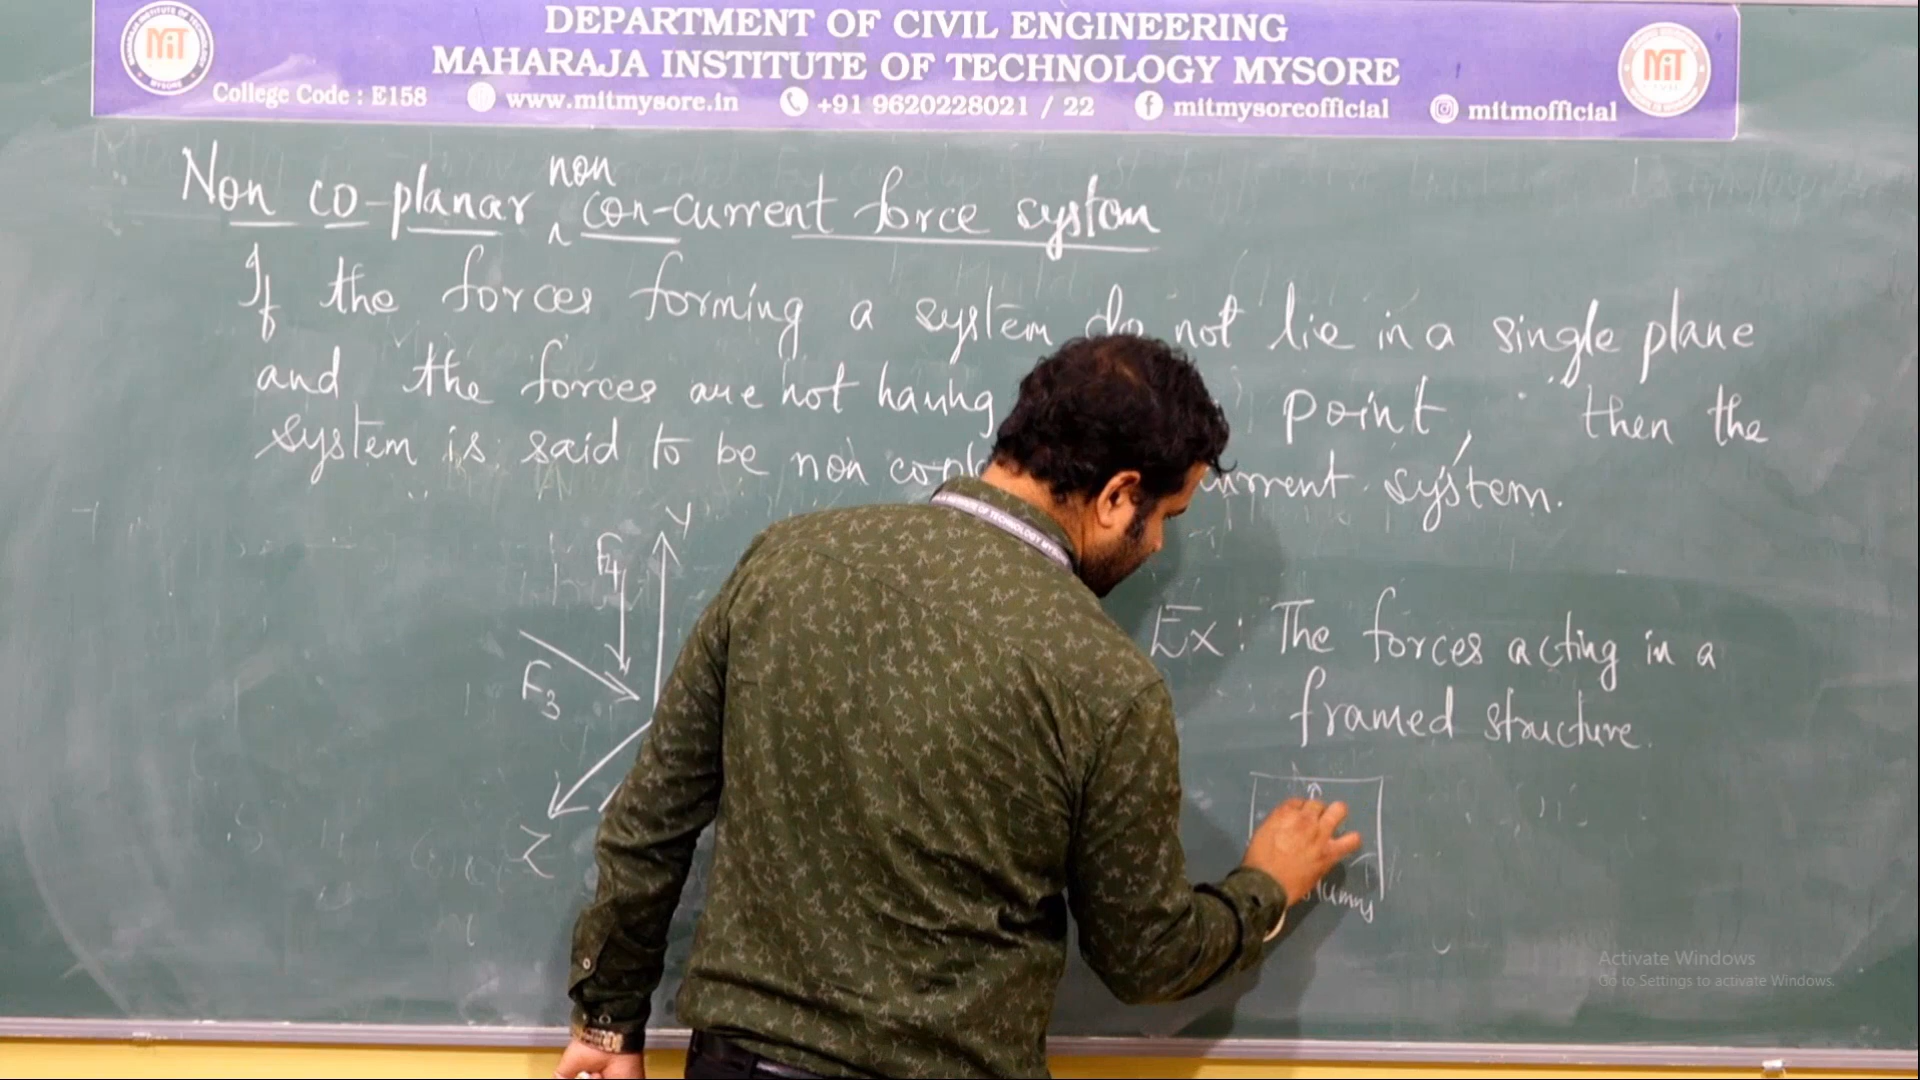 DEPARTMENT OF CIVIL ENGINEERING
MAHARAJA INSTITUTE OF TECHNOLOGY MYSORE
College Code : E158 www.mitmysore.in +91 9620228021 / 22 mitmysoreofficial mitmofficial
MIT
MIT
non
Non co-planar con-current force system
If the forces forming a system do not lie in a single plane
and the forces are not having point, then the
system is said to be non current system.
Y
F4
F3
Z
Ex: The forces acting in a
framed structure.
Activate Windows
Go to Settings to activate Windows.